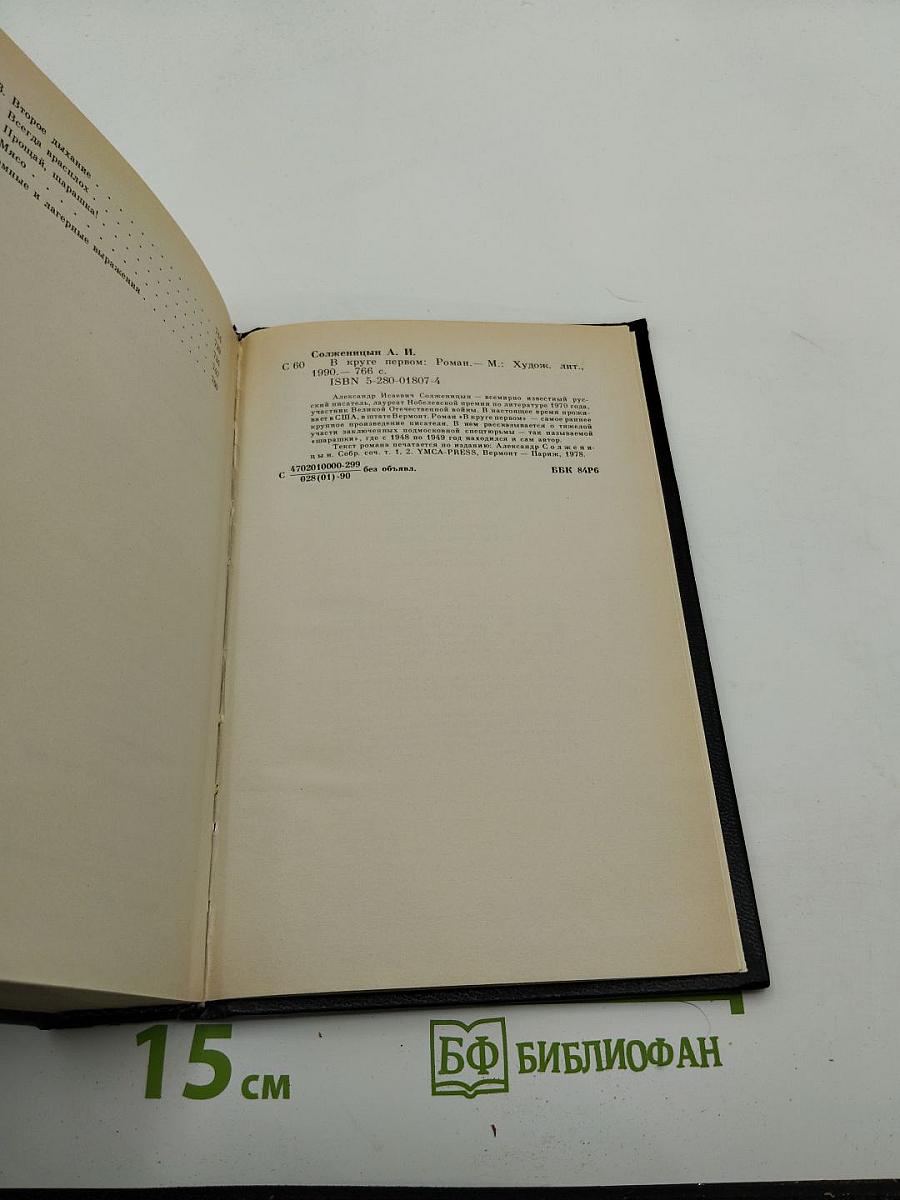 3. Второе дыхание
Всегда врасплох
Прощай, шарашка!
Мясо
и лагерные выражения
Солженицын А. И.
С 60 В круге первом: Роман.— М.: Худож. лит.,
1990.— 766 с.
ISBN 5-280-01807-4
Александр Исаевич Солженицын — всемирно известный рус-
ский писатель, лауреат Нобелевской премии по литературе 1970 года,
участник Великой Отечественной войны. В настоящее время прожи-
вает в США, в штате Вермонт. Роман «В круге первом» — самое раннее
крупное произведение писателя. В нем рассказывается о тяжелой
участи заключенных подмосковной спецтюрьмы — так называемой
«шарашки», где с 1948 по 1949 год находился и сам автор.
Текст романа печатается по изданию: Александр Солжени-
цын. Собр. соч. т. 1, 2. YMCA-PRESS, Вермонт — Париж, 1978.
С 4702010000-299 без объявл. ББК 84Р6
028(01)-90
15 см
БФ БИБЛИОФАН